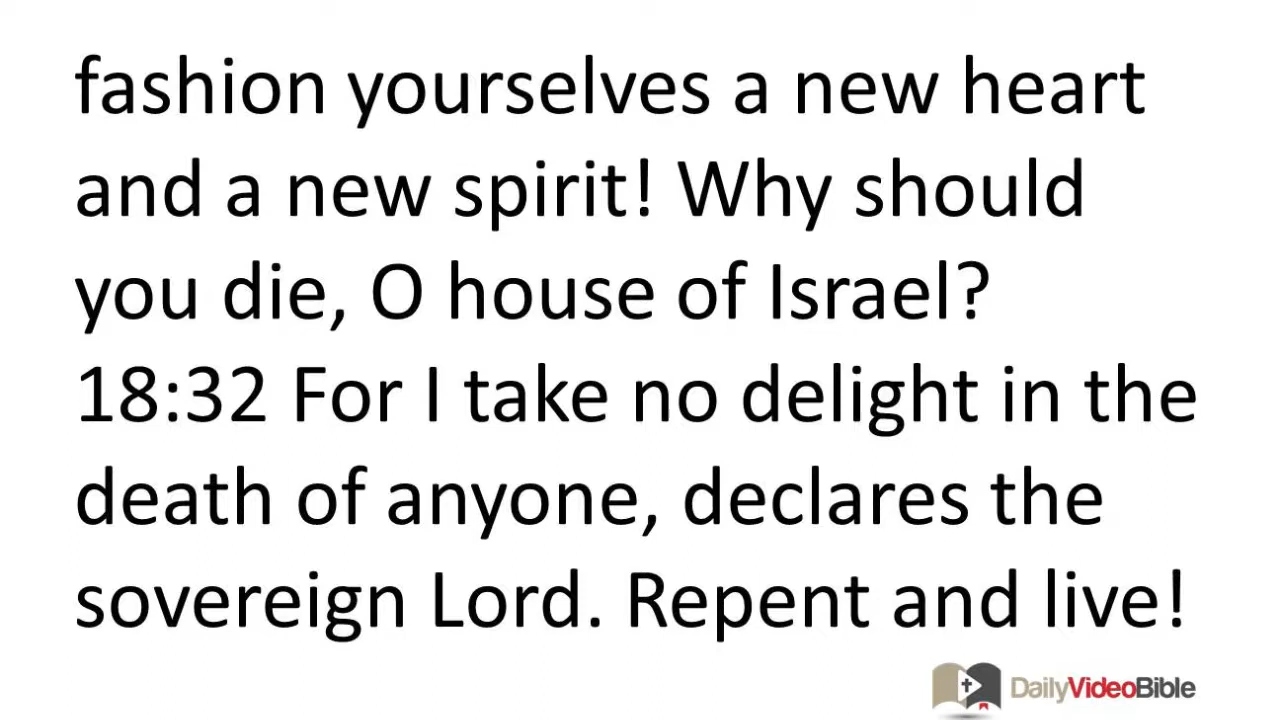 fashion yourselves a new heart
and a new spirit! Why should
you die, O house of Israel?
18:32 For I take no delight in the
death of anyone, declares the
sovereign Lord. Repent and live!
DailyVideoBible